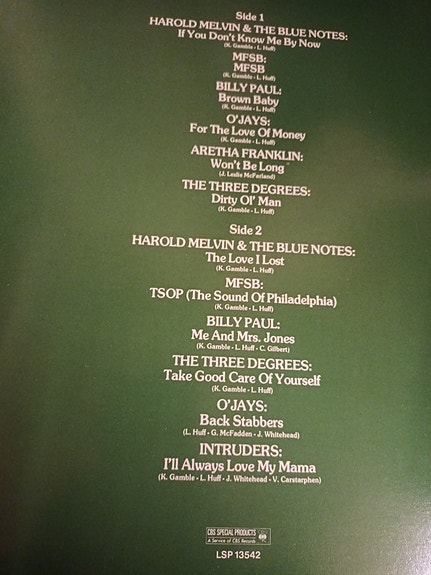 Side 1
HAROLD MELVIN & THE BLUE NOTES:
If You Don't Know Me By Now
(K. Gamble - L. Huff)
MFSB:
MFSB
(K. Gamble - L. Huff)
BILLY PAUL:
Brown Baby
(K. Gamble - L. Huff)
O'JAYS:
For The Love Of Money
(K. Gamble - L. Huff)
ARETHA FRANKLIN:
Won't Be Long
(J. Leslie McFarland)
THE THREE DEGREES:
Dirty Ol' Man
(K. Gamble - L. Huff)
Side 2
HAROLD MELVIN & THE BLUE NOTES:
The Love I Lost
(K. Gamble - L. Huff)
MFSB:
TSOP (The Sound Of Philadelphia)
(K. Gamble - L. Huff)
BILLY PAUL:
Me And Mrs. Jones
(K. Gamble - L. Huff - C. Gilbert)
THE THREE DEGREES:
Take Good Care Of Yourself
(K. Gamble - L. Huff)
O'JAYS:
Back Stabbers
(L. Huff - G. McFadden - J. Whitehead)
INTRUDERS:
I'll Always Love My Mama
(K. Gamble - L. Huff - J. Whitehead - V. Carstarphen)
CBS SPECIAL PRODUCTS
A Service of CBS Records
LSP 13542